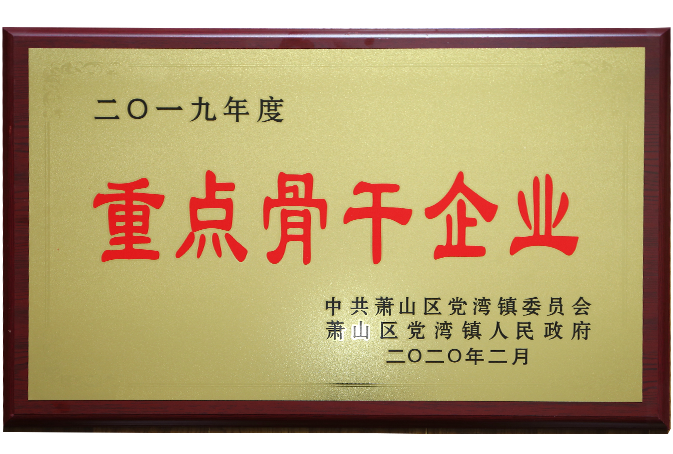 二〇一九年度
重点骨干企业
中共萧山区党湾镇委员会
萧山区党湾镇人民政府
二〇二〇年二月